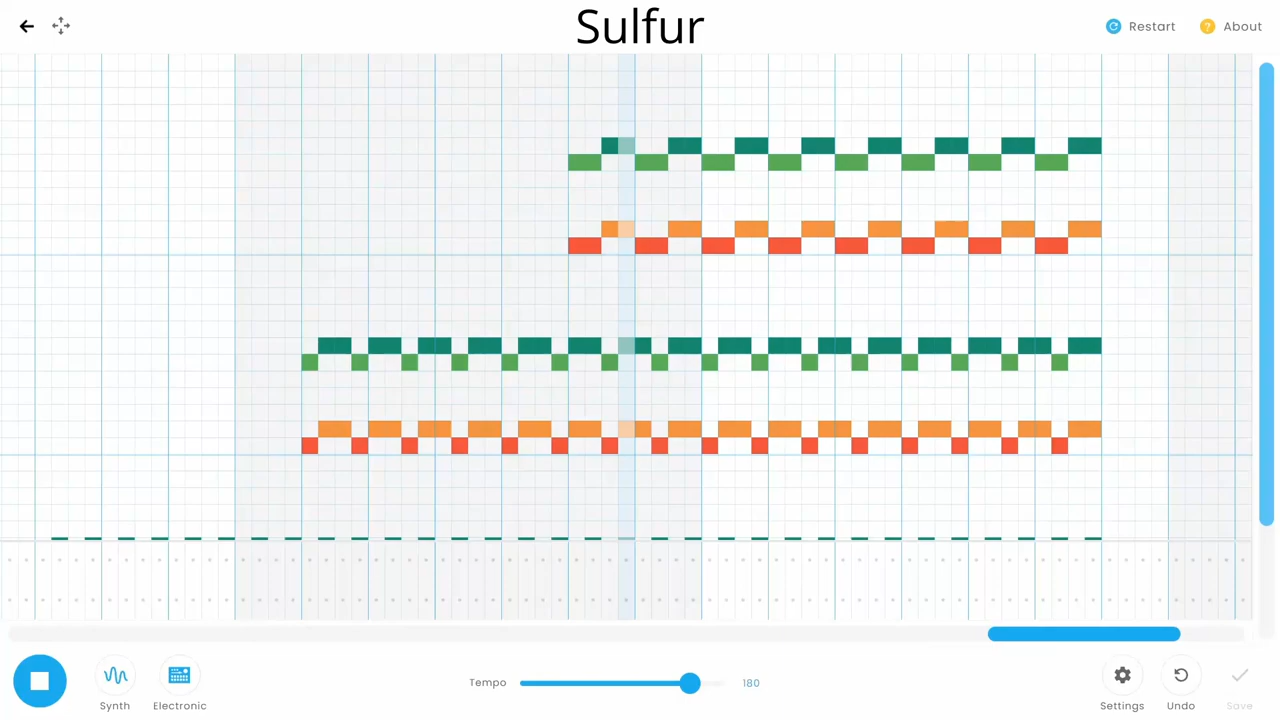 Sulfur
Restart
About
Tempo
180
Synth
Electronic
Settings
Undo
Save